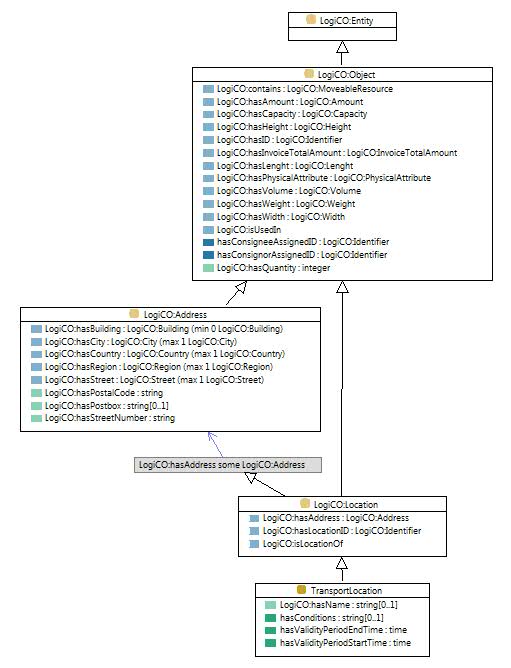 LogiCO:Entity
LogiCO:Object
LogiCO:contains : LogiCO:MoveableResource
LogiCO:hasAmount : LogiCO:Amount
LogiCO:hasCapacity : LogiCO:Capacity
LogiCO:hasHeight : LogiCO:Height
LogiCO:hasID : LogiCO:Identifier
LogiCO:hasInvoiceTotalAmount : LogiCO:InvoiceTotalAmount
LogiCO:hasLenght : LogiCO:Lenght
LogiCO:hasPhysicalAttribute : LogiCO:PhysicalAttribute
LogiCO:hasVolume : LogiCO:Volume
LogiCO:hasWeight : LogiCO:Weight
LogiCO:hasWidth : LogiCO:Width
LogiCO:isUsedIn
hasConsigneeAssignedID : LogiCO:Identifier
hasConsignorAssignedID : LogiCO:Identifier
LogiCO:hasQuantity : integer
LogiCO:Address
LogiCO:hasBuilding : LogiCO:Building (min 0 LogiCO:Building)
LogiCO:hasCity : LogiCO:City (max 1 LogiCO:City)
LogiCO:hasCountry : LogiCO:Country (max 1 LogiCO:Country)
LogiCO:hasRegion : LogiCO:Region (max 1 LogiCO:Region)
LogiCO:hasStreet : LogiCO:Street (max 1 LogiCO:Street)
LogiCO:hasPostalCode : string
LogiCO:hasPostbox : string[0..1]
LogiCO:hasStreetNumber : string
LogiCO:hasAddress some LogiCO:Address
LogiCO:Location
LogiCO:hasAddress : LogiCO:Address
LogiCO:hasLocationID : LogiCO:Identifier
LogiCO:isLocationOf
TransportLocation
LogiCO:hasName : string[0..1]
hasConditions : string[0..1]
hasValidityPeriodEndTime : time
hasValidityPeriodStartTime : time